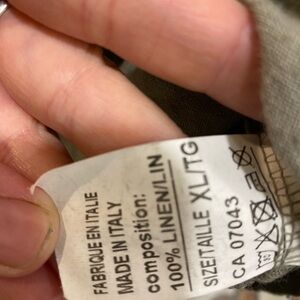 FABRIQUE EN ITALIE
MADE IN ITALY
composition:
100% LINEN/LIN
SIZE/TAILLE XL/TG
CA 07043